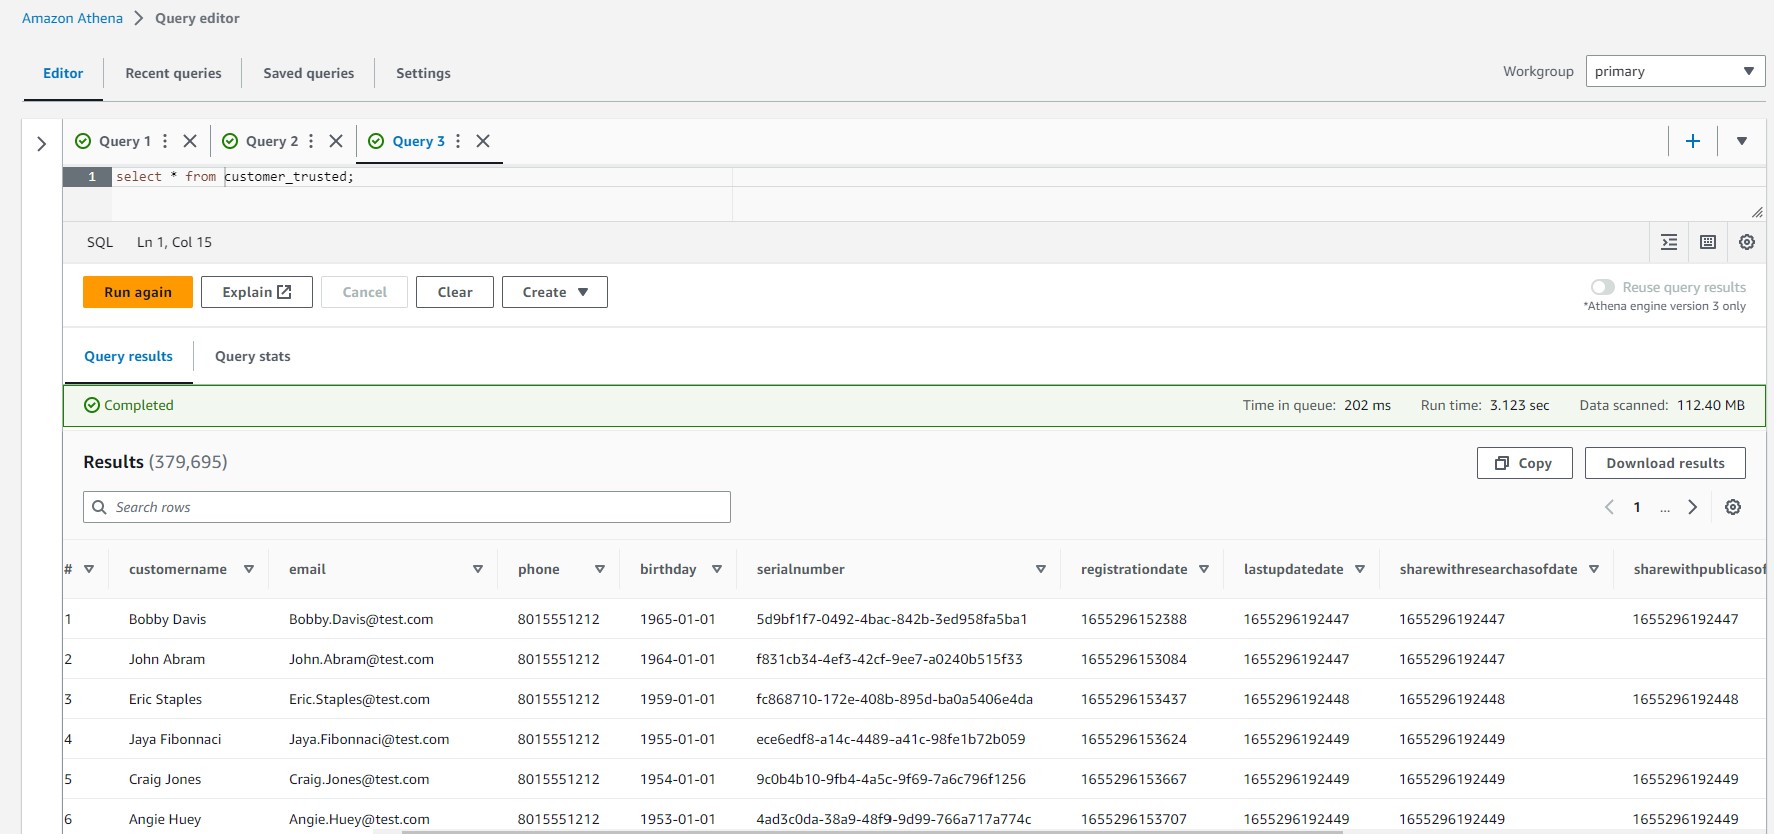 Amazon Athena > Query editor
Editor Recent queries Saved queries Settings Workgroup primary
Query 1 Query 2 Query 3
1 select * from customer_trusted;
SQL Ln 1, Col 15
Run again Explain Cancel Clear Create Reuse query results
*Athena engine version 3 only
Query results Query stats
Completed Time in queue: 202 ms Run time: 3.123 sec Data scanned: 112.40 MB
Results (379,695) Copy Download results
Search rows 1 ...
# customername email phone birthday serialnumber registrationdate lastupdatedate sharewithresearchasofdate sharewithpublicasof
1 Bobby Davis Bobby.Davis@test.com 8015551212 1965-01-01 5d9bf1f7-0492-4bac-842b-3ed958fa5ba1 1655296152388 1655296192447 1655296192447 1655296192447
2 John Abram John.Abram@test.com 8015551212 1964-01-01 f831cb34-4ef3-42cf-9ee7-a0240b515f33 1655296153084 1655296192447 1655296192447
3 Eric Staples Eric.Staples@test.com 8015551212 1959-01-01 fc868710-172e-408b-895d-ba0a5406e4da 1655296153437 1655296192448 1655296192448 1655296192448
4 Jaya Fibonnaci Jaya.Fibonnaci@test.com 8015551212 1955-01-01 ece6edf8-a14c-4489-a41c-98fe1b72b059 1655296153624 1655296192449 1655296192449
5 Craig Jones Craig.Jones@test.com 8015551212 1954-01-01 9c0b4b10-9fb4-4a5c-9f69-7a6c796f1256 1655296153667 1655296192449 1655296192449 1655296192449
6 Angie Huey Angie.Huey@test.com 8015551212 1953-01-01 4ad3c0da-38a9-48f9-9d99-766a717a774c 1655296153707 1655296192449 1655296192449 1655296192449